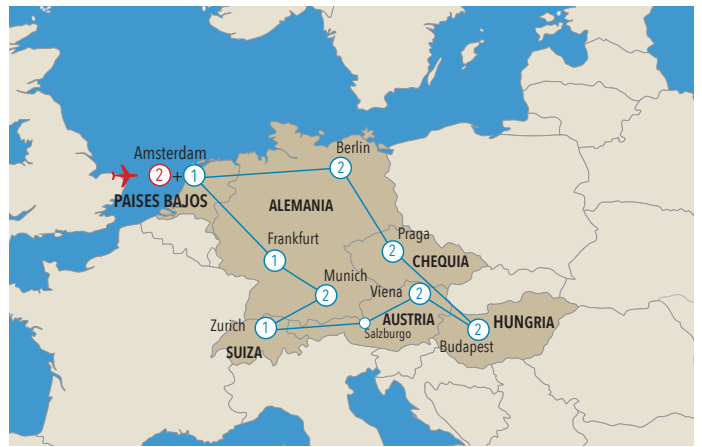 Berlin
Amsterdam
2 + 1
2
PAISES BAJOS
ALEMANIA
Praga
Frankfurt
2
CHEQUIA
1
Munich
Viena
2
2
Zurich
1
AUSTRIA
HUNGRIA
2
Salzburgo
SUIZA
Budapest